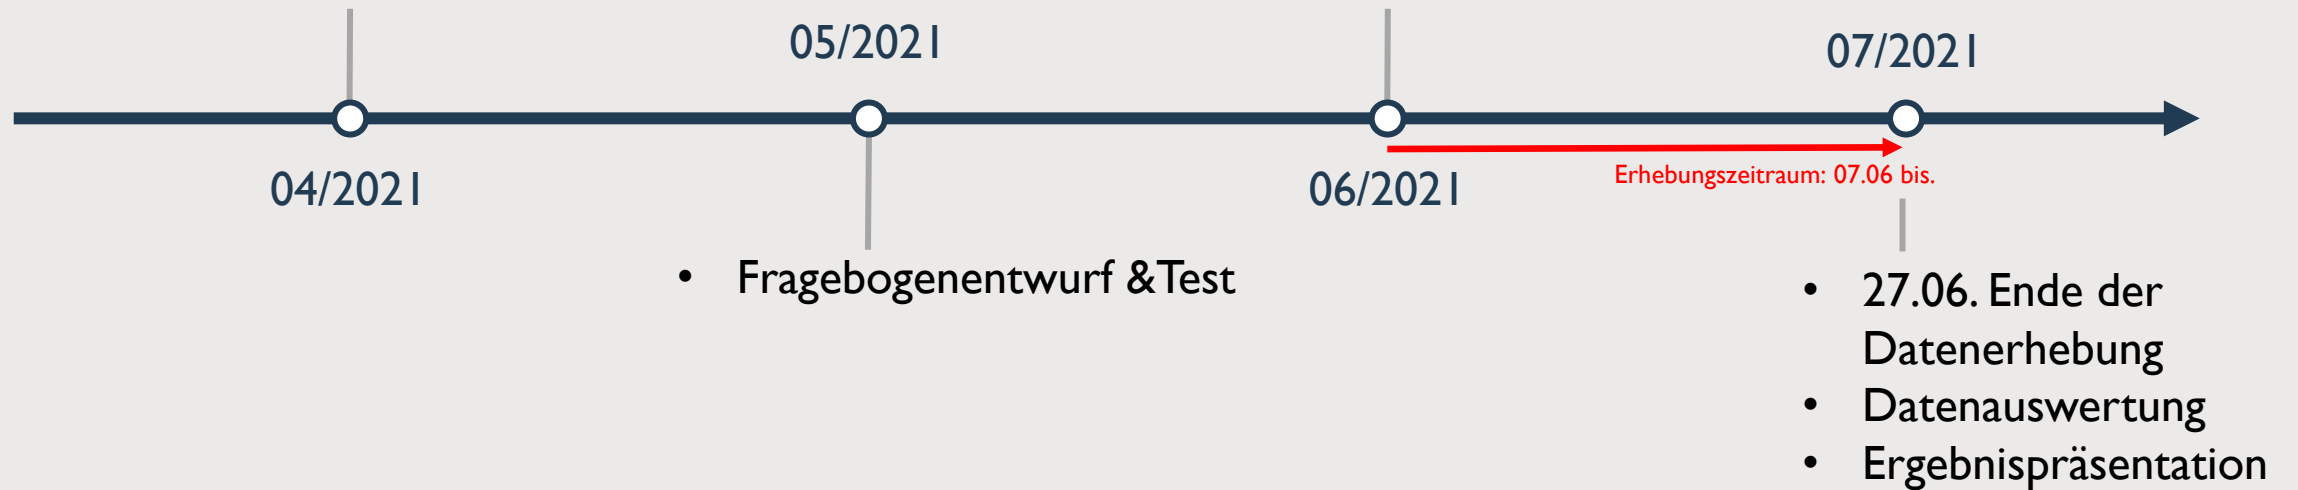 05/2021
07/2021
04/2021
06/2021
Erhebungszeitraum: 07.06 bis.
• Fragebogenentwurf &Test
• 27.06. Ende der
Datenerhebung
• Datenauswertung
• Ergebnispräsentation